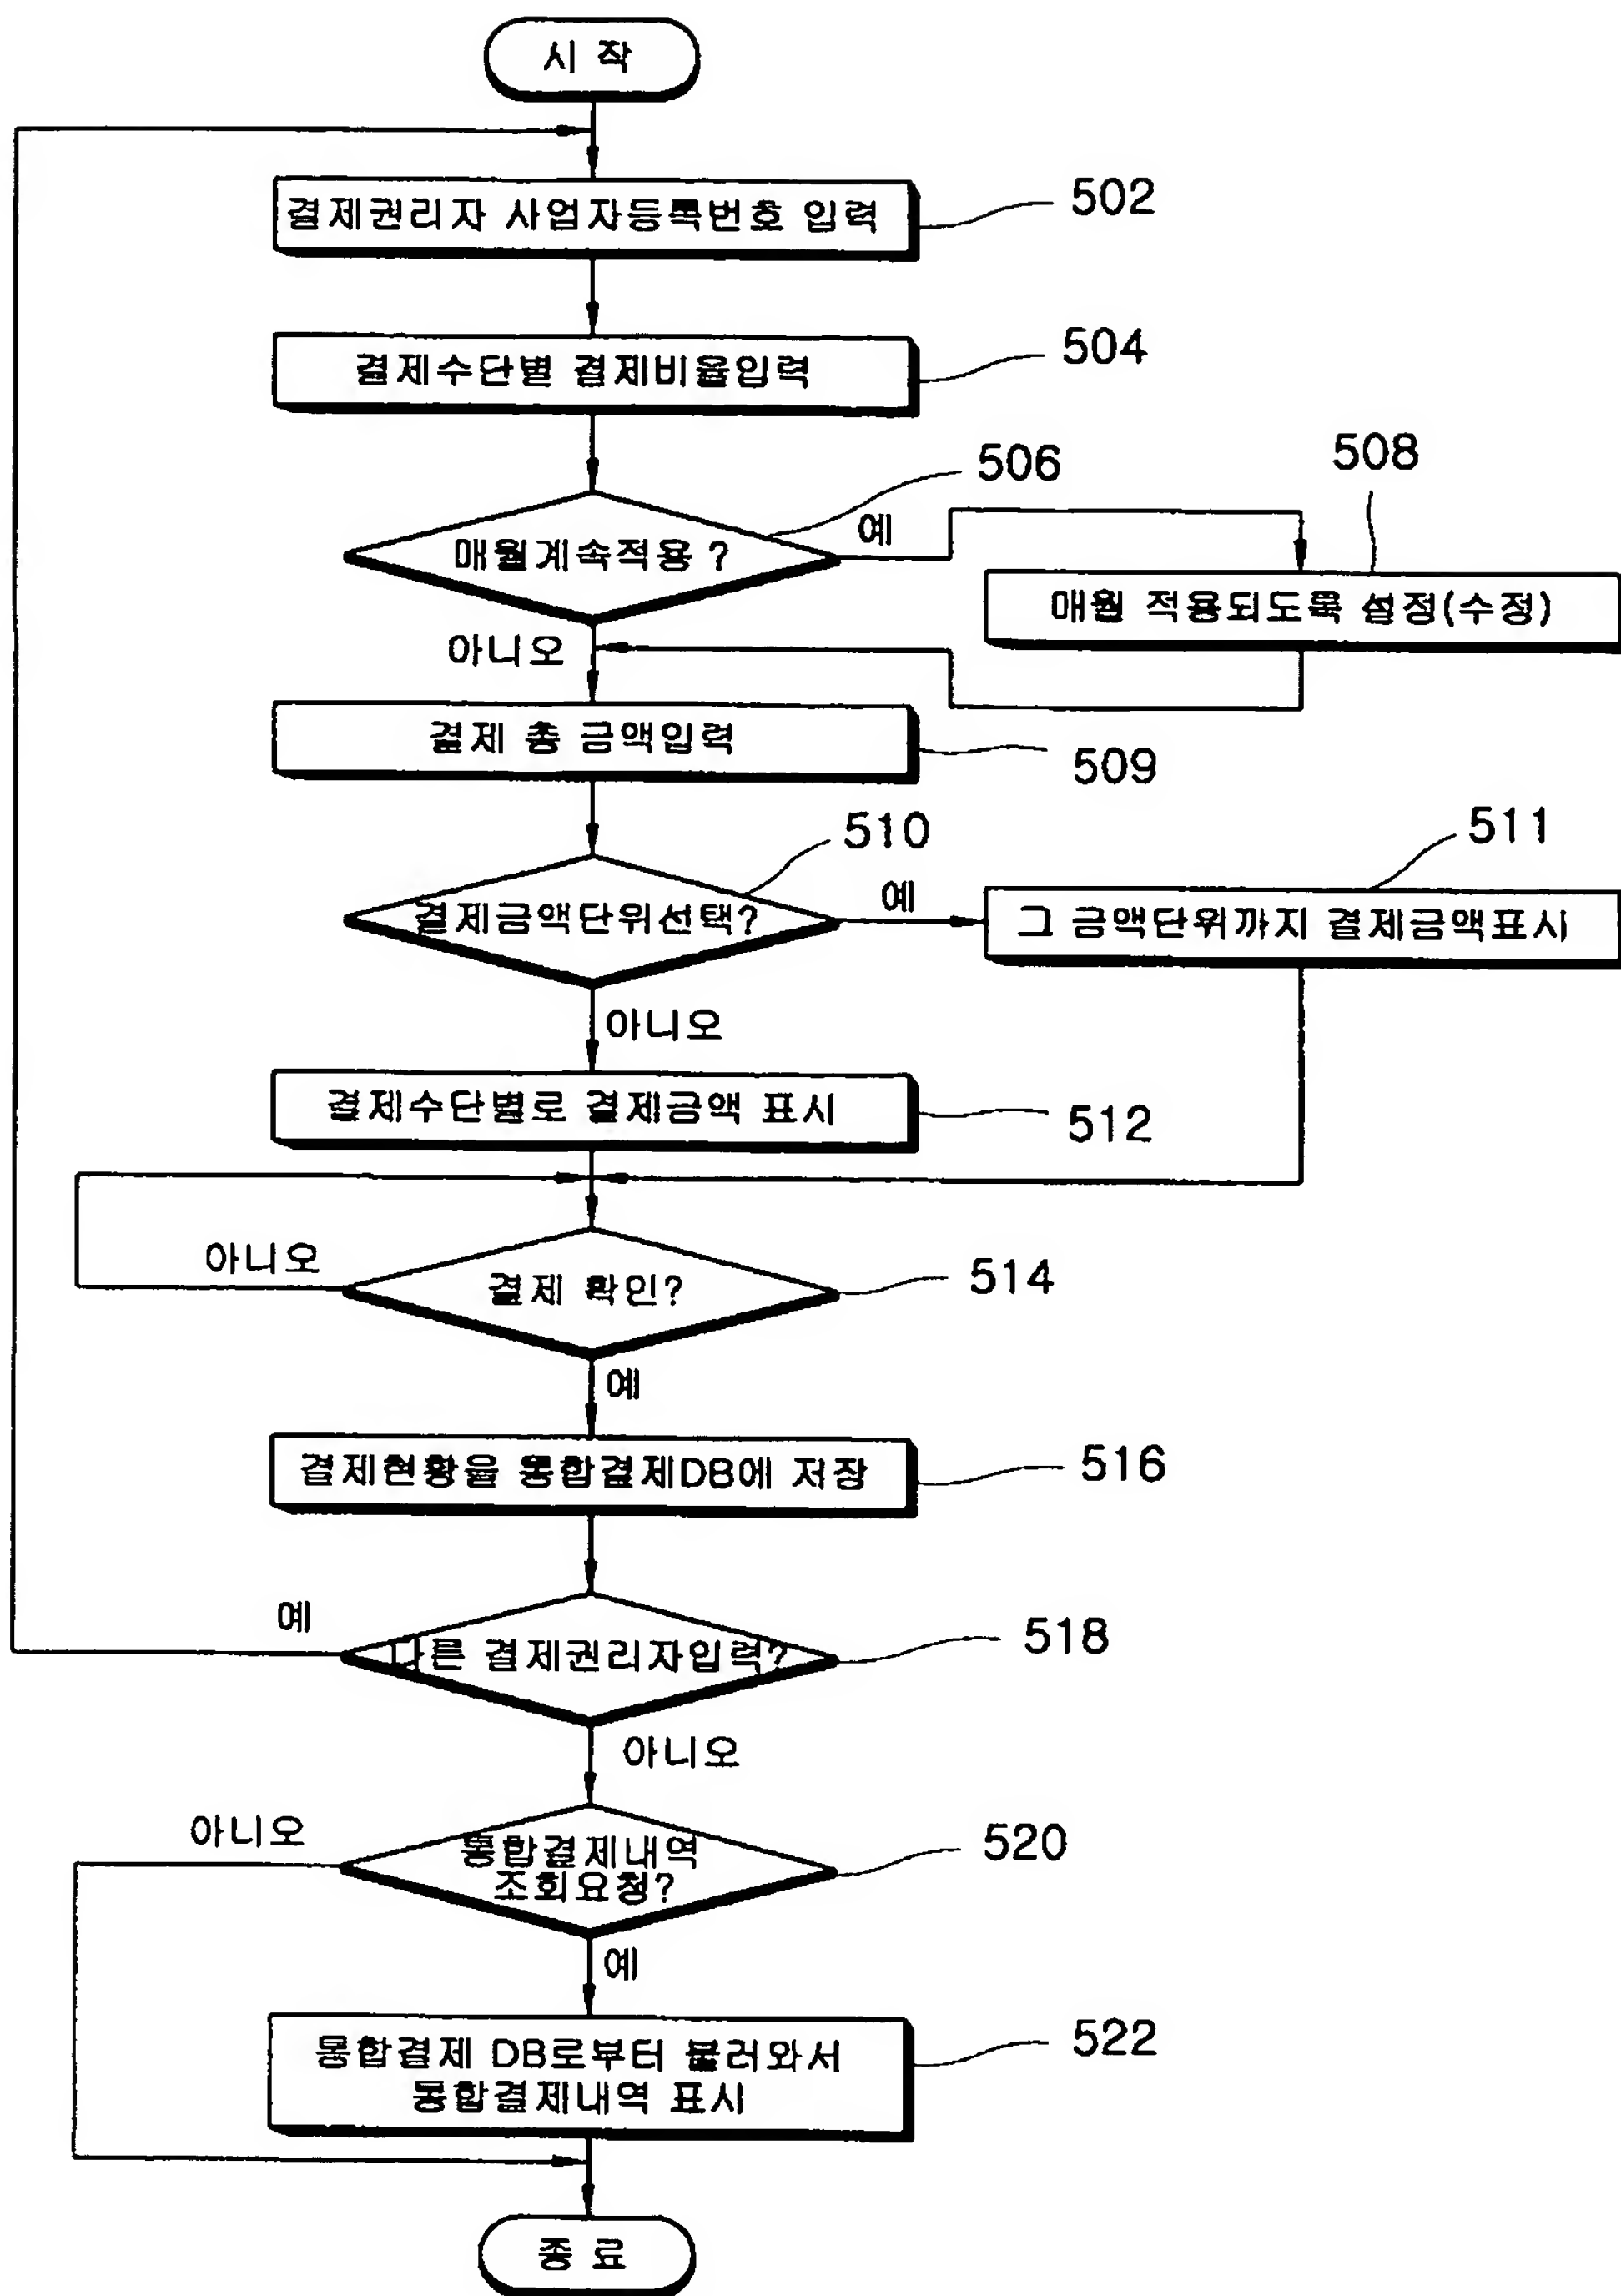 시 작
결제권리자 사업자등록번호 입력
502
결제수단별 결제비율입력
504
506
508
매월계속적용 ?
예
매월 적용되도록 설정(수정)
아니오
결제 총 금액입력
509
510
511
결제금액단위선택?
예
그 금액단위까지 결제금액표시
아니오
결제수단별로 결제금액 표시
512
아니오
결제 확인?
514
예
결제현황을 통합결제DB에 저장
516
예
다른 결제권리자입력?
518
아니오
아니오
통합결제내역
조회요청?
520
예
통합결제 DB로부터 불러와서
통합결제내역 표시
522
종 료